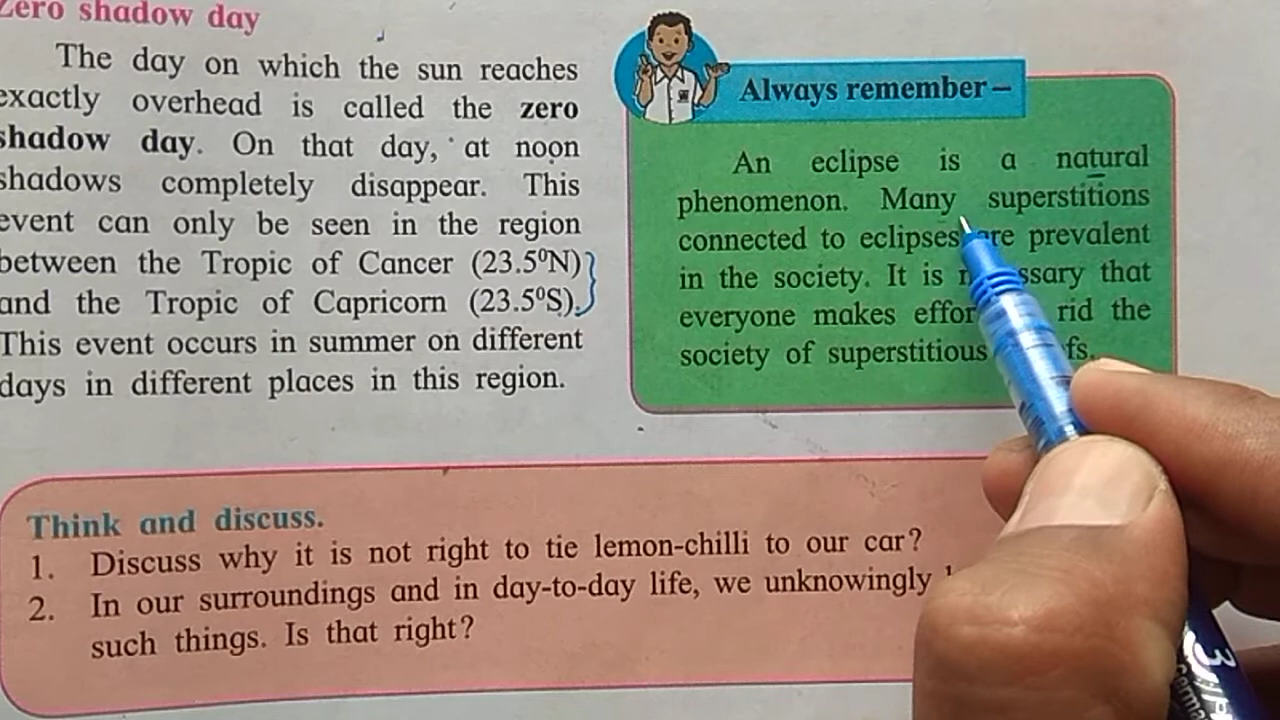 Zero shadow day
The day on which the sun reaches
exactly overhead is called the zero
shadow day. On that day, at noon
shadows completely disappear. This
event can only be seen in the region
between the Tropic of Cancer (23.5⁰N)
and the Tropic of Capricorn (23.5⁰S).
This event occurs in summer on different
days in different places in this region.
Always remember –
An eclipse is a natural
phenomenon. Many superstitions
connected to eclipses are prevalent
in the society. It is necessary that
everyone makes rid the
society of superstitious
Think and discuss.
1. Discuss why it is not right to tie lemon-chilli to our car?
2. In our surroundings and in day-to-day life, we unknowingly
such things. Is that right?